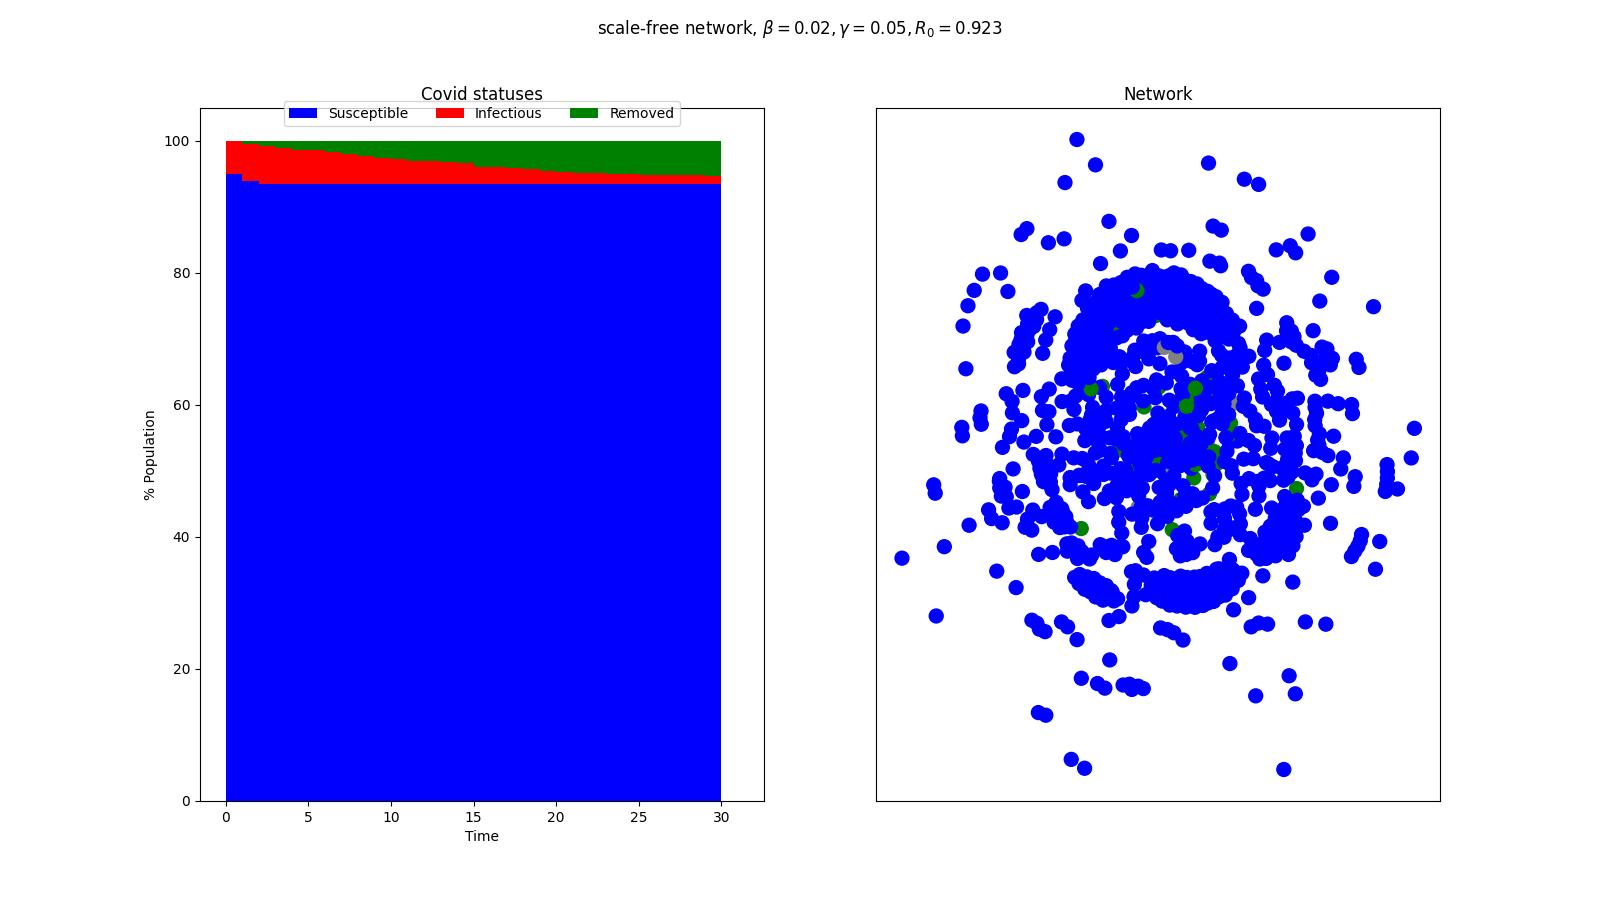 scale-free network, β = 0.02, γ = 0.05, R₀ = 0.923
Covid statuses
Susceptible Infectious Removed
100
80
60
40
20
0
% Population
0 5 10 15 20 25 30
Time
Network